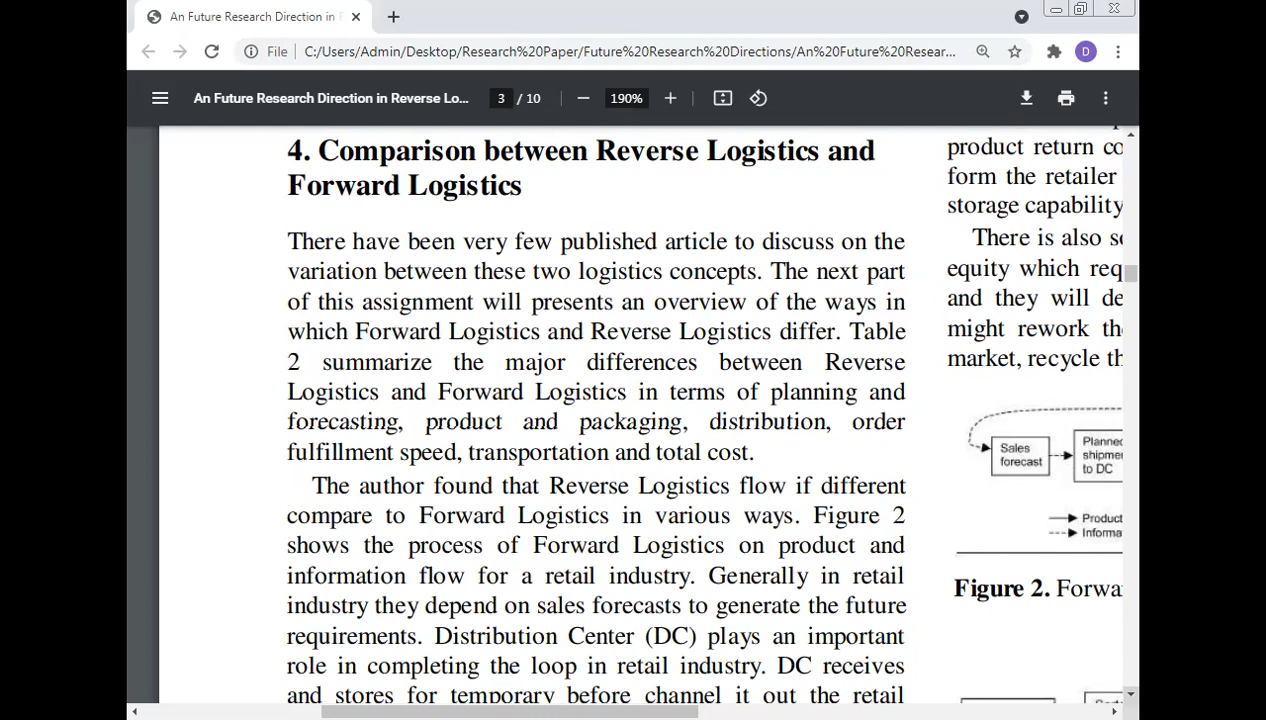 An Future Research Direction in R
D
File
C:/Users/Admin/Desktop/Research%20Paper/Future%20Research%20Directions/An%20Future%20Resear...
An Future Research Direction in Reverse Lo...
3 / 10
190%
4. Comparison between Reverse Logistics and
Forward Logistics
There have been very few published article to discuss on the
variation between these two logistics concepts. The next part
of this assignment will presents an overview of the ways in
which Forward Logistics and Reverse Logistics differ. Table
2 summarize the major differences between Reverse
Logistics and Forward Logistics in terms of planning and
forecasting, product and packaging, distribution, order
fulfillment speed, transportation and total cost.
The author found that Reverse Logistics flow if different
compare to Forward Logistics in various ways. Figure 2
shows the process of Forward Logistics on product and
information flow for a retail industry. Generally in retail
industry they depend on sales forecasts to generate the future
requirements. Distribution Center (DC) plays an important
role in completing the loop in retail industry. DC receives
and stores for temporary before channel it out the retail
product return co
form the retailer
storage capability
There is also so
equity which req
and they will de
might rework th
market, recycle th
Sales
forecast
Planned
shipmer
to DC
Product
Informa
Figure 2. Forwa